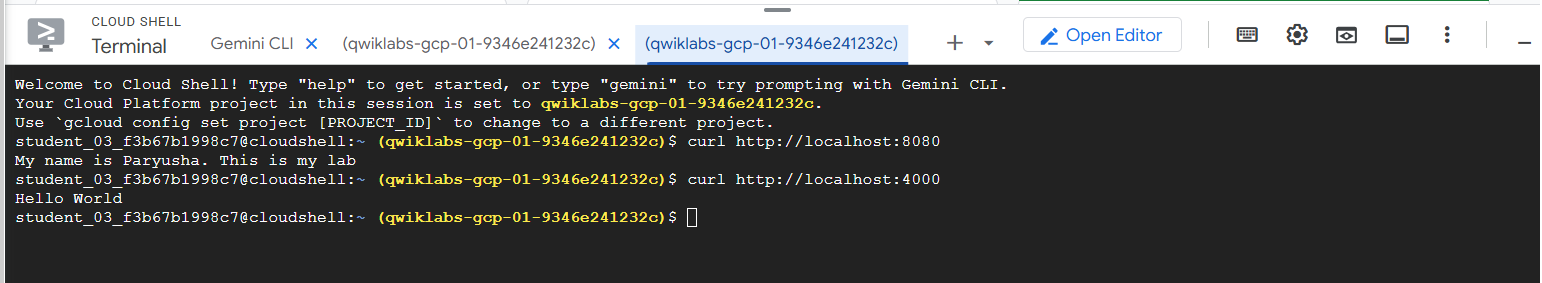 CLOUD SHELL
Terminal
Gemini CLI
(qwiklabs-gcp-01-9346e241232c)
(qwiklabs-gcp-01-9346e241232c)
Open Editor
Welcome to Cloud Shell! Type "help" to get started, or type "gemini" to try prompting with Gemini CLI.
Your Cloud Platform project in this session is set to qwiklabs-gcp-01-9346e241232c.
Use `gcloud config set project [PROJECT_ID]` to change to a different project.
student_03_f3b67b1998c7@cloudshell:~ (qwiklabs-gcp-01-9346e241232c)$ curl http://localhost:8080
My name is Paryusha. This is my lab
student_03_f3b67b1998c7@cloudshell:~ (qwiklabs-gcp-01-9346e241232c)$ curl http://localhost:4000
Hello World
student_03_f3b67b1998c7@cloudshell:~ (qwiklabs-gcp-01-9346e241232c)$